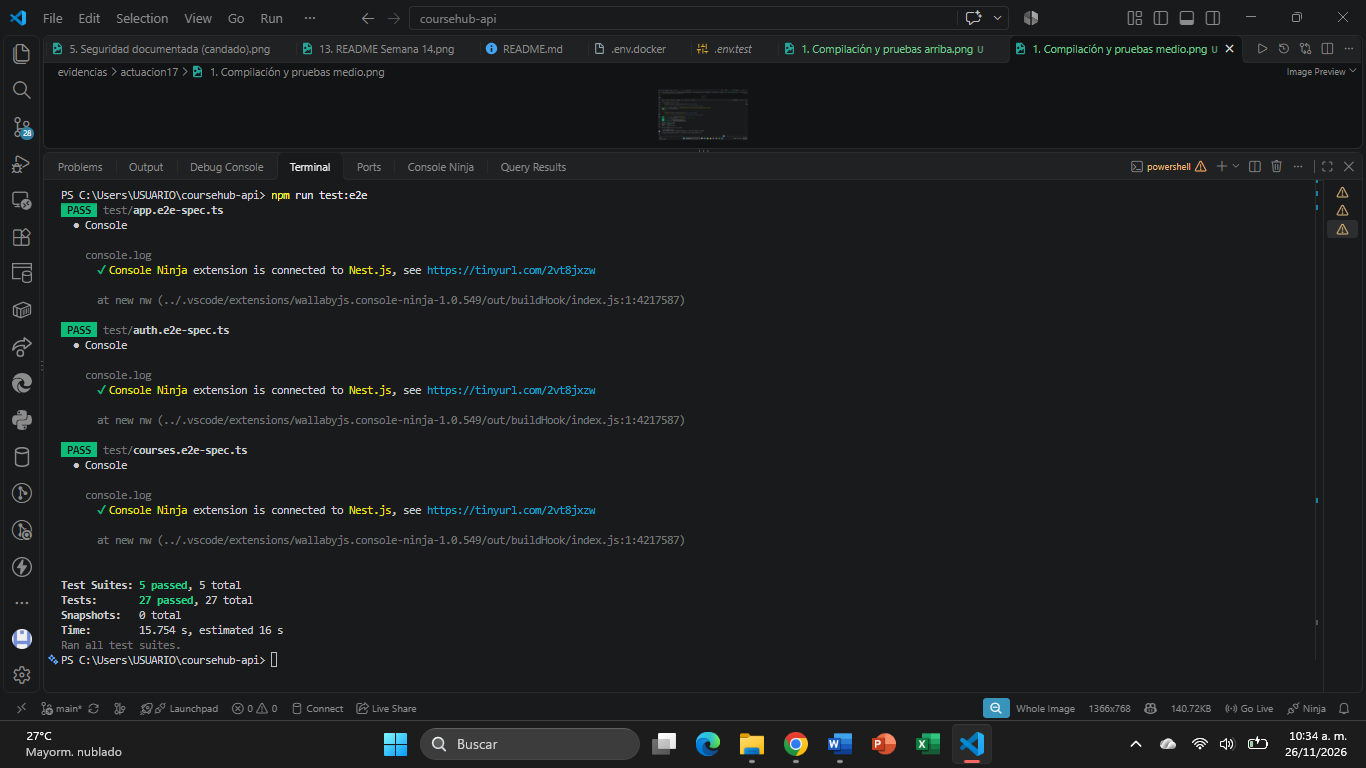 File Edit Selection View Go Run ··· coursehub-api
5. Seguridad documentada (candado).png 13. README Semana 14.png README.md .env.docker .env.test 1. Compilación y pruebas arriba.png U 1. Compilación y pruebas medio.png U
evidencias > actuacion17 > 1. Compilación y pruebas medio.png Image Preview
Problems Output Debug Console Terminal Ports Console Ninja Query Results powershell
PS C:\Users\USUARIO\coursehub-api> npm run test:e2e
PASS test/app.e2e-spec.ts
● Console
console.log
✓ Console Ninja extension is connected to Nest.js, see https://tinyurl.com/2vt8jxzw
at new nw (../.vscode/extensions/wallabyjs.console-ninja-1.0.549/out/buildHook/index.js:1:4217587)
PASS test/auth.e2e-spec.ts
● Console
console.log
✓ Console Ninja extension is connected to Nest.js, see https://tinyurl.com/2vt8jxzw
at new nw (../.vscode/extensions/wallabyjs.console-ninja-1.0.549/out/buildHook/index.js:1:4217587)
PASS test/courses.e2e-spec.ts
● Console
console.log
✓ Console Ninja extension is connected to Nest.js, see https://tinyurl.com/2vt8jxzw
at new nw (../.vscode/extensions/wallabyjs.console-ninja-1.0.549/out/buildHook/index.js:1:4217587)
Test Suites: 5 passed, 5 total
Tests: 27 passed, 27 total
Snapshots: 0 total
Time: 15.754 s, estimated 16 s
Ran all test suites.
PS C:\Users\USUARIO\coursehub-api>
28
main* Launchpad 0 0 Connect Live Share Whole Image 1366x768 140.72KB Go Live Ninja
27°C
Mayorm. nublado
Buscar
10:34 a. m.
26/11/2026